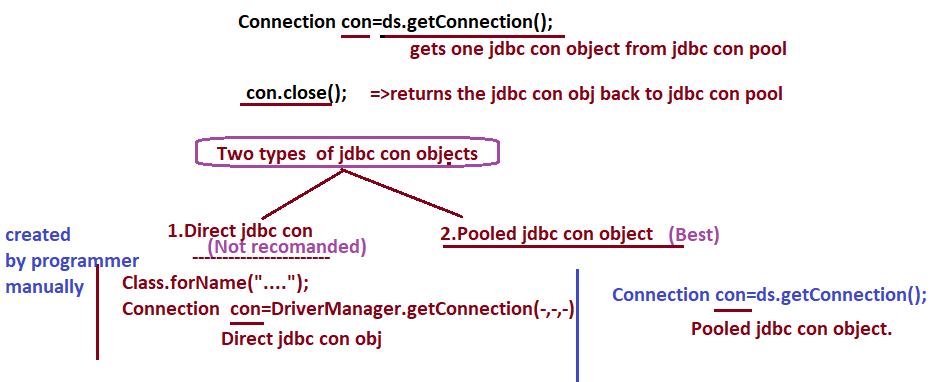 Connection con=ds.getConnection();
gets one jdbc con object from jdbc con pool
con.close(); =>returns the jdbc con obj back to jdbc con pool
Two types of jdbc con objects
1.Direct jdbc con
(Not recomanded)
2.Pooled jdbc con object (Best)
created
by programmer
manually
Class.forName("....");
Connection con=DriverManager.getConnection(-,-,-)
Direct jdbc con obj
Connection con=ds.getConnection();
Pooled jdbc con object.